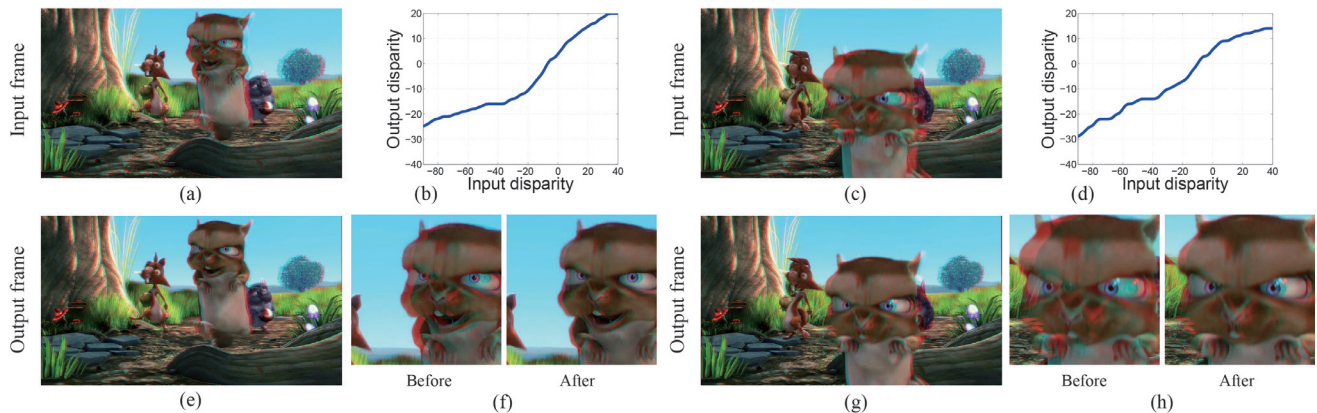 Input frame
(a)
Output disparity
20
10
0
−10
−20
−30
−40
−80 −60 −40 −20 0 20 40
Input disparity
(b)
Input frame
(c)
Output disparity
20
10
0
−10
−20
−30
−40
−80 −60 −40 −20 0 20 40
Input disparity
(d)
Output frame
(e)
Before After
(f)
Output frame
(g)
Before After
(h)